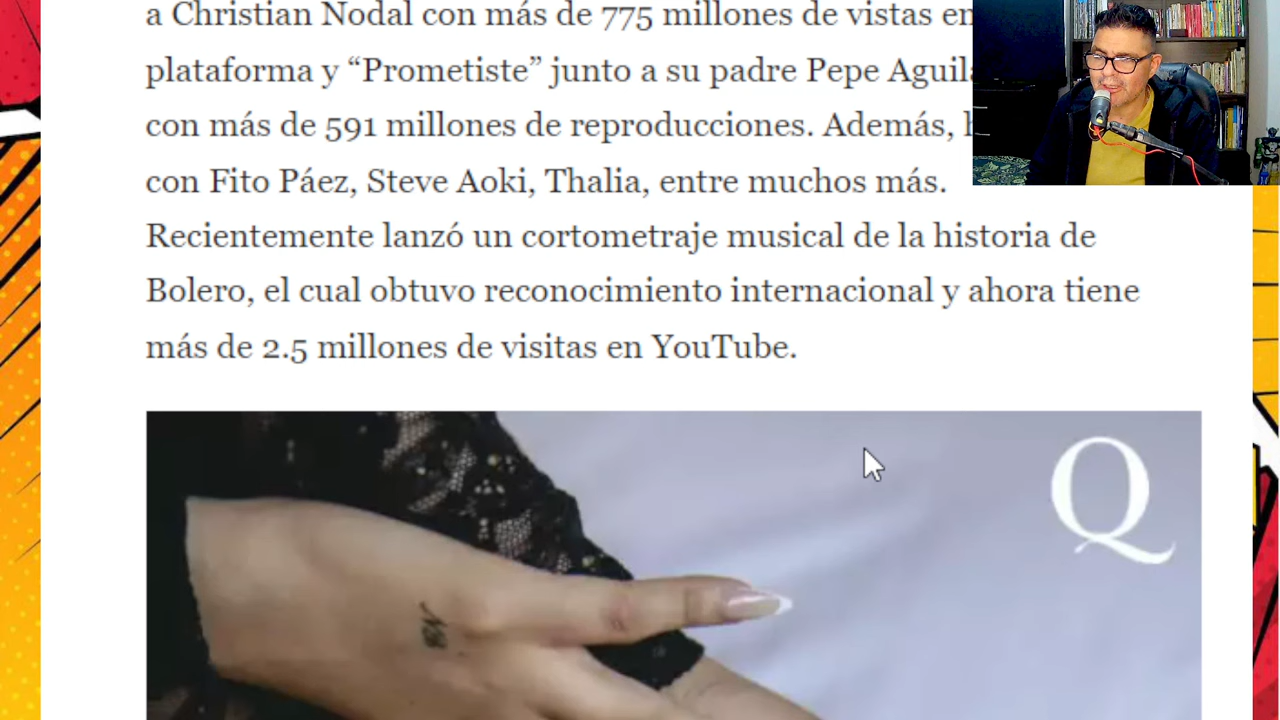 a Christian Nodal con más de 775 millones de vistas en
plataforma y “Prometiste” junto a su padre Pepe
con más de 591 millones de reproducciones. Además,
con Fito Páez, Steve Aoki, Thalia, entre muchos más.
Recientemente lanzó un cortometraje musical de la historia de
Bolero, el cual obtuvo reconocimiento internacional y ahora tiene
más de 2.5 millones de visitas en YouTube.
Q